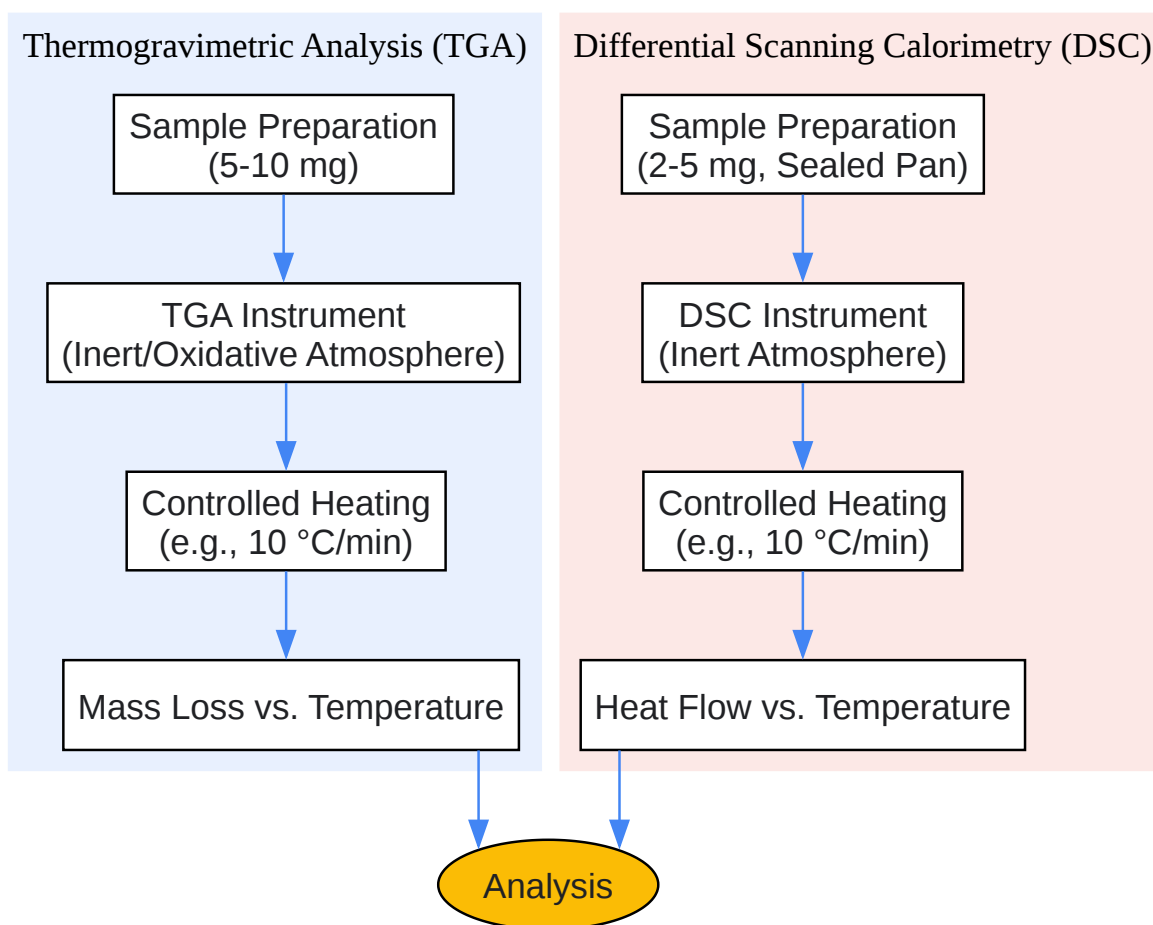 Thermogravimetric Analysis (TGA)
Sample Preparation
(5-10 mg)
TGA Instrument
(Inert/Oxidative Atmosphere)
Controlled Heating
(e.g., 10 °C/min)
Mass Loss vs. Temperature
Differential Scanning Calorimetry (DSC)
Sample Preparation
(2-5 mg, Sealed Pan)
DSC Instrument
(Inert Atmosphere)
Controlled Heating
(e.g., 10 °C/min)
Heat Flow vs. Temperature
Analysis